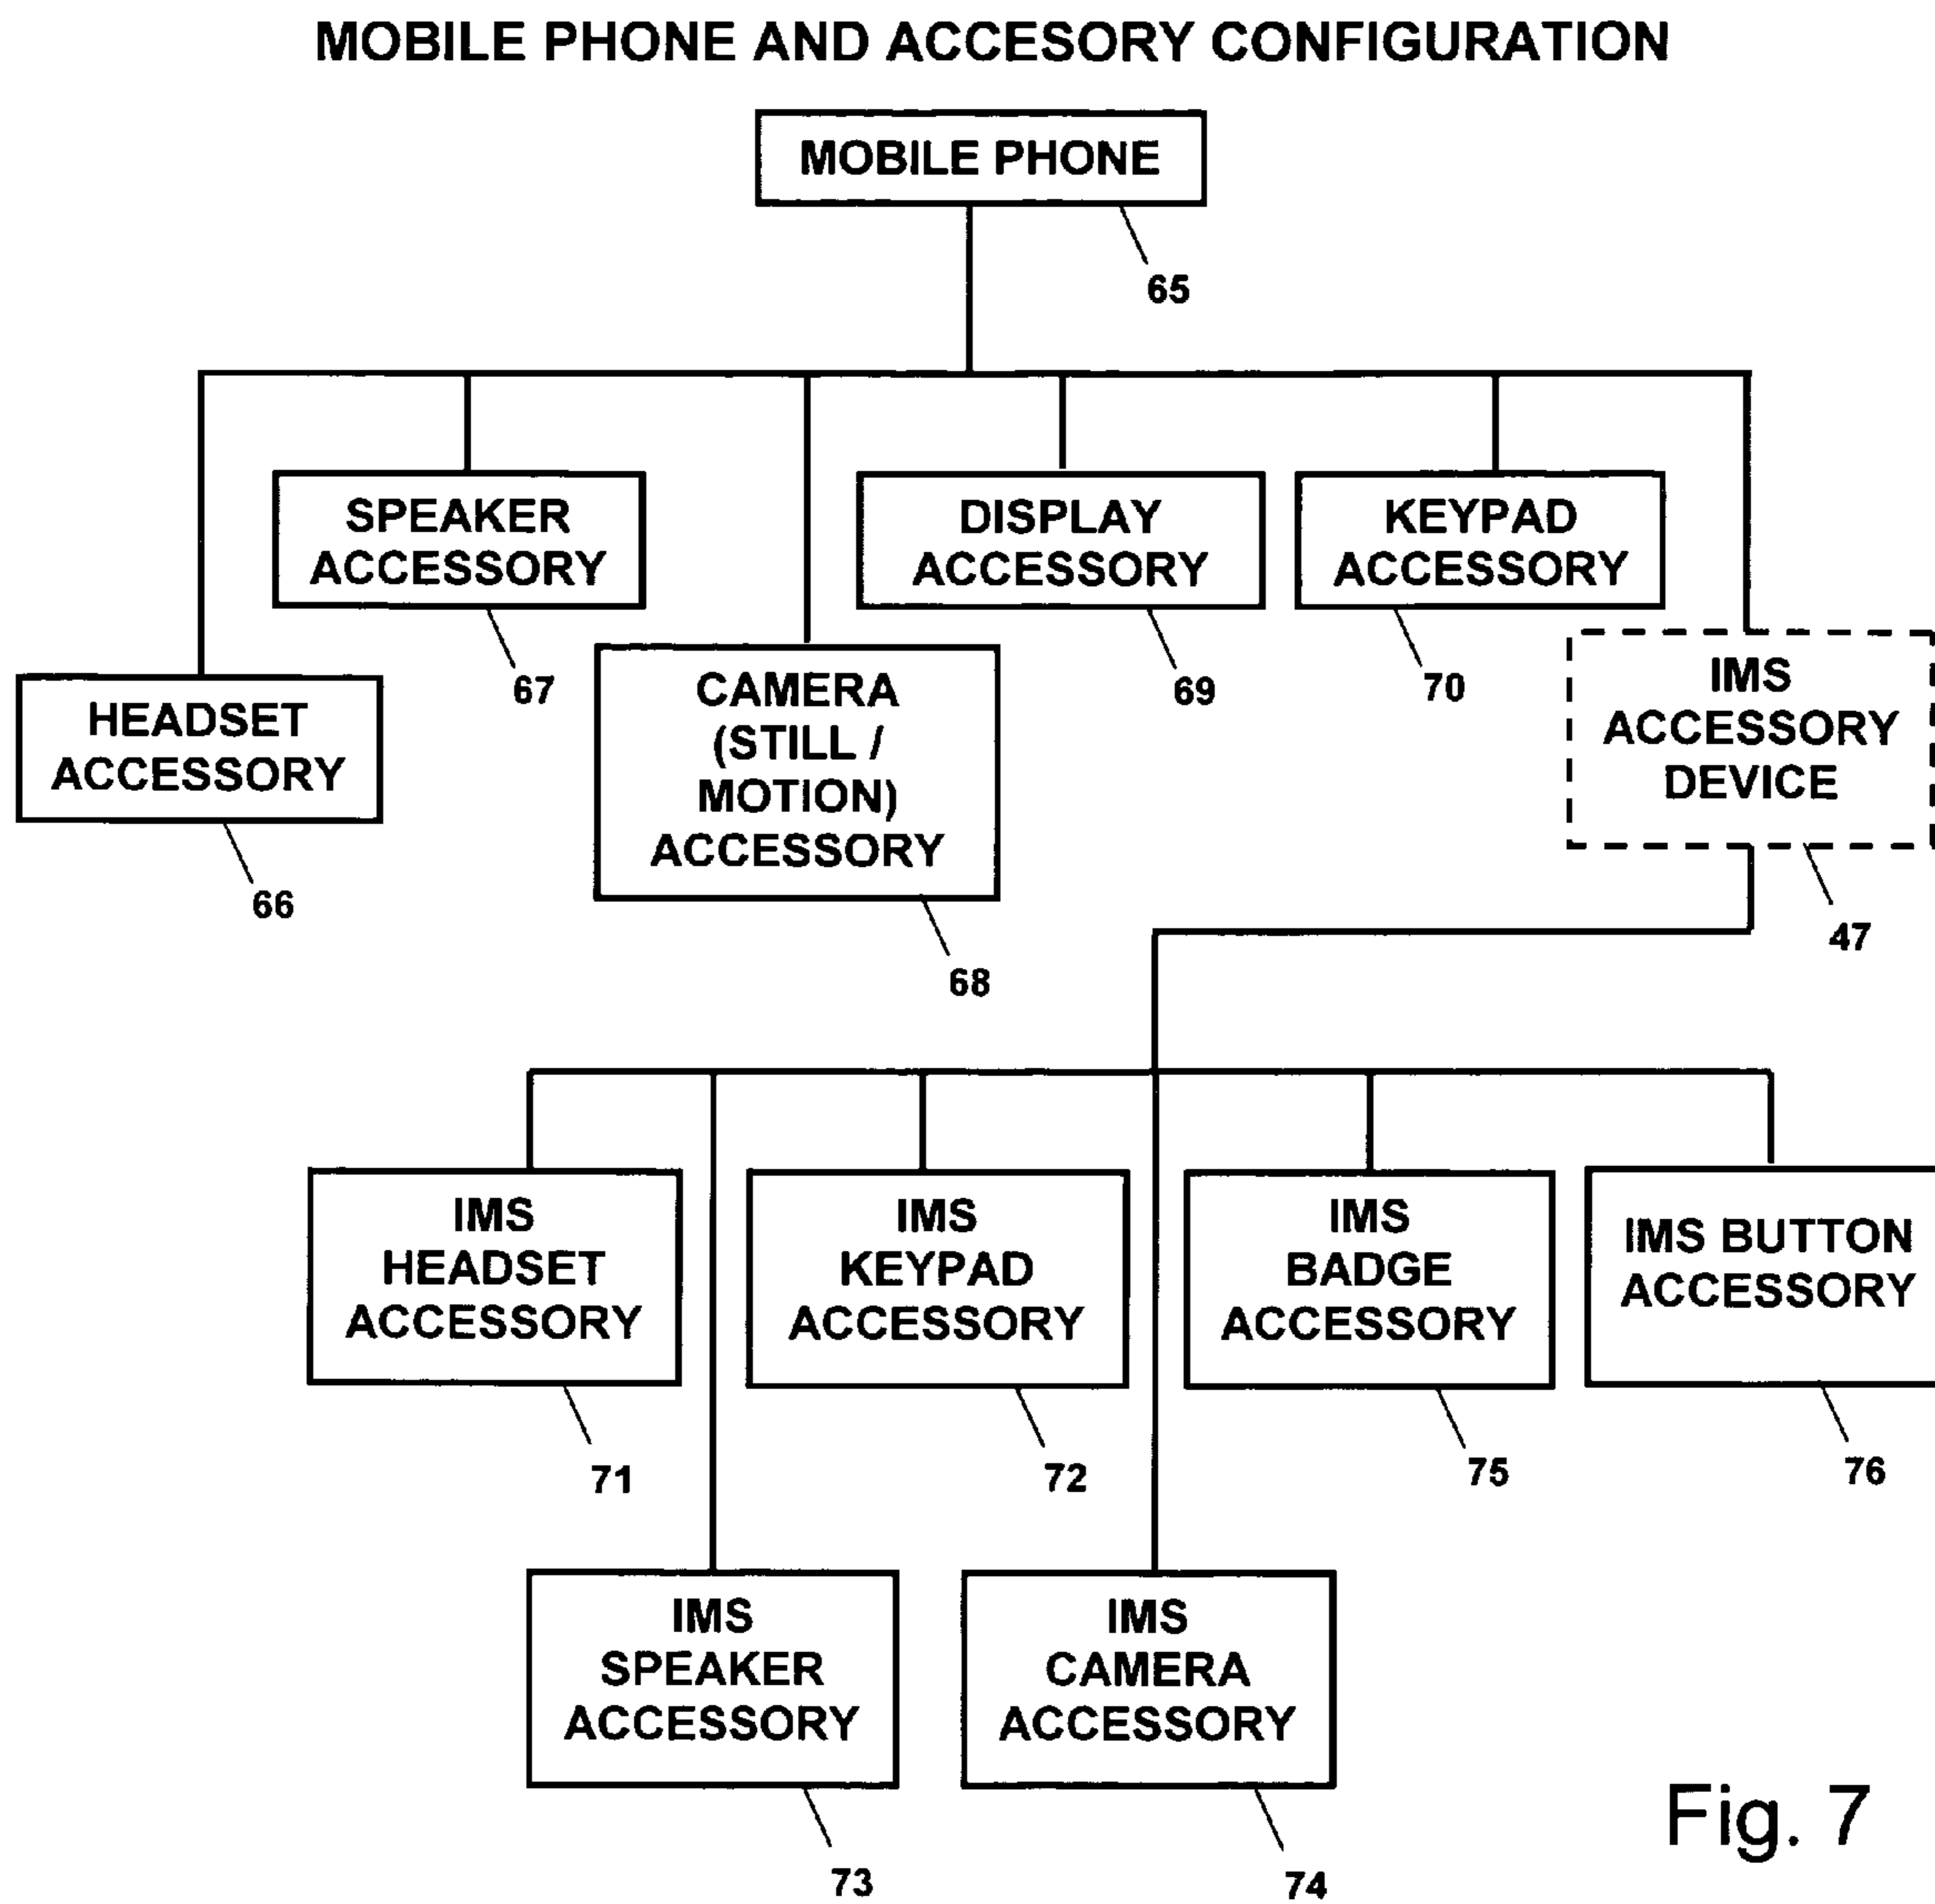 MOBILE PHONE AND ACCESORY CONFIGURATION
MOBILE PHONE
65
SPEAKER
ACCESSORY
67
DISPLAY
ACCESSORY
69
KEYPAD
ACCESSORY
70
HEADSET
ACCESSORY
66
CAMERA
(STILL /
MOTION)
ACCESSORY
68
IMS
ACCESSORY
DEVICE
47
IMS
HEADSET
ACCESSORY
71
IMS
KEYPAD
ACCESSORY
72
IMS
BADGE
ACCESSORY
75
IMS BUTTON
ACCESSORY
76
IMS
SPEAKER
ACCESSORY
73
IMS
CAMERA
ACCESSORY
74
Fig. 7